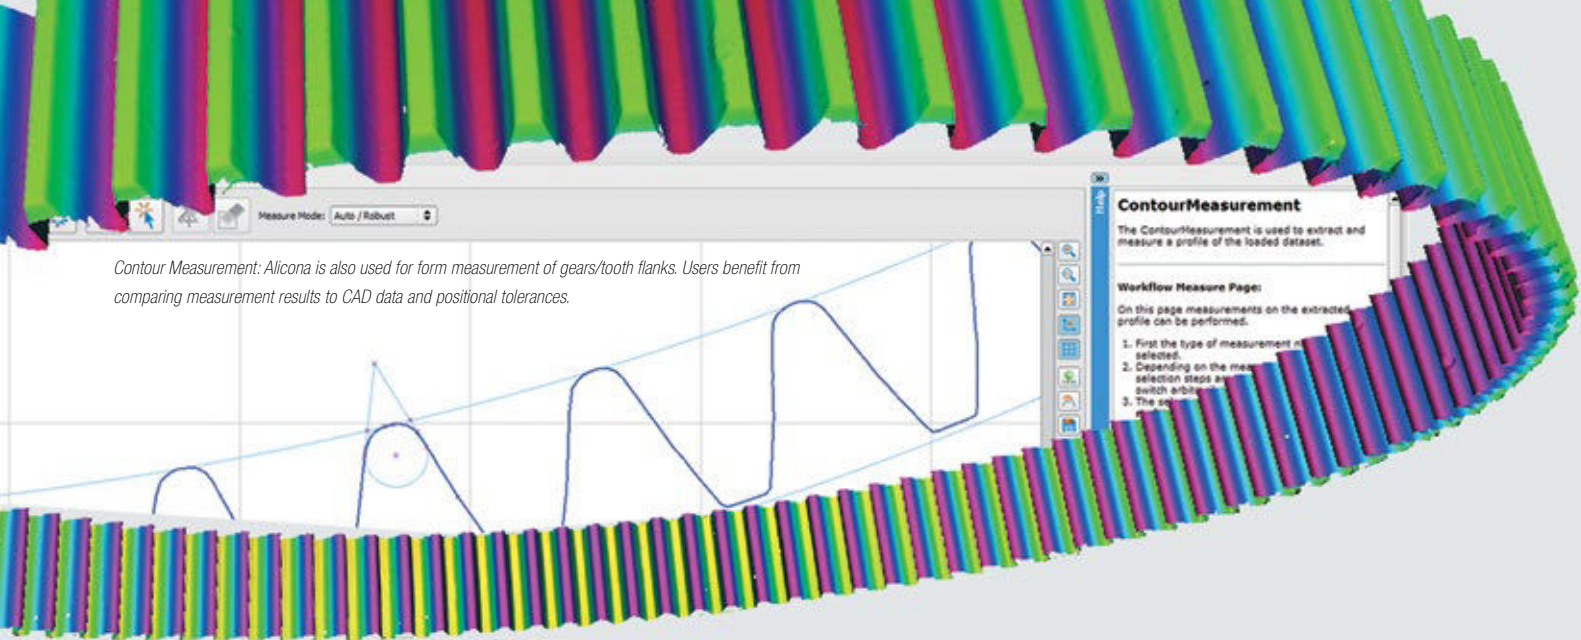 Measure Mode: Auto / Robust
Contour Measurement: Alicona is also used for form measurement of gears/tooth flanks. Users benefit from
comparing measurement results to CAD data and positional tolerances.
Help
ContourMeasurement
The ContourMeasurement is used to extract and
measure a profile of the loaded dataset.
Workflow Measure Page:
On this page measurements on the extracted
profile can be performed.
1. First the type of measurement
selected.
2. Depending on the
selection steps
switch
3. The